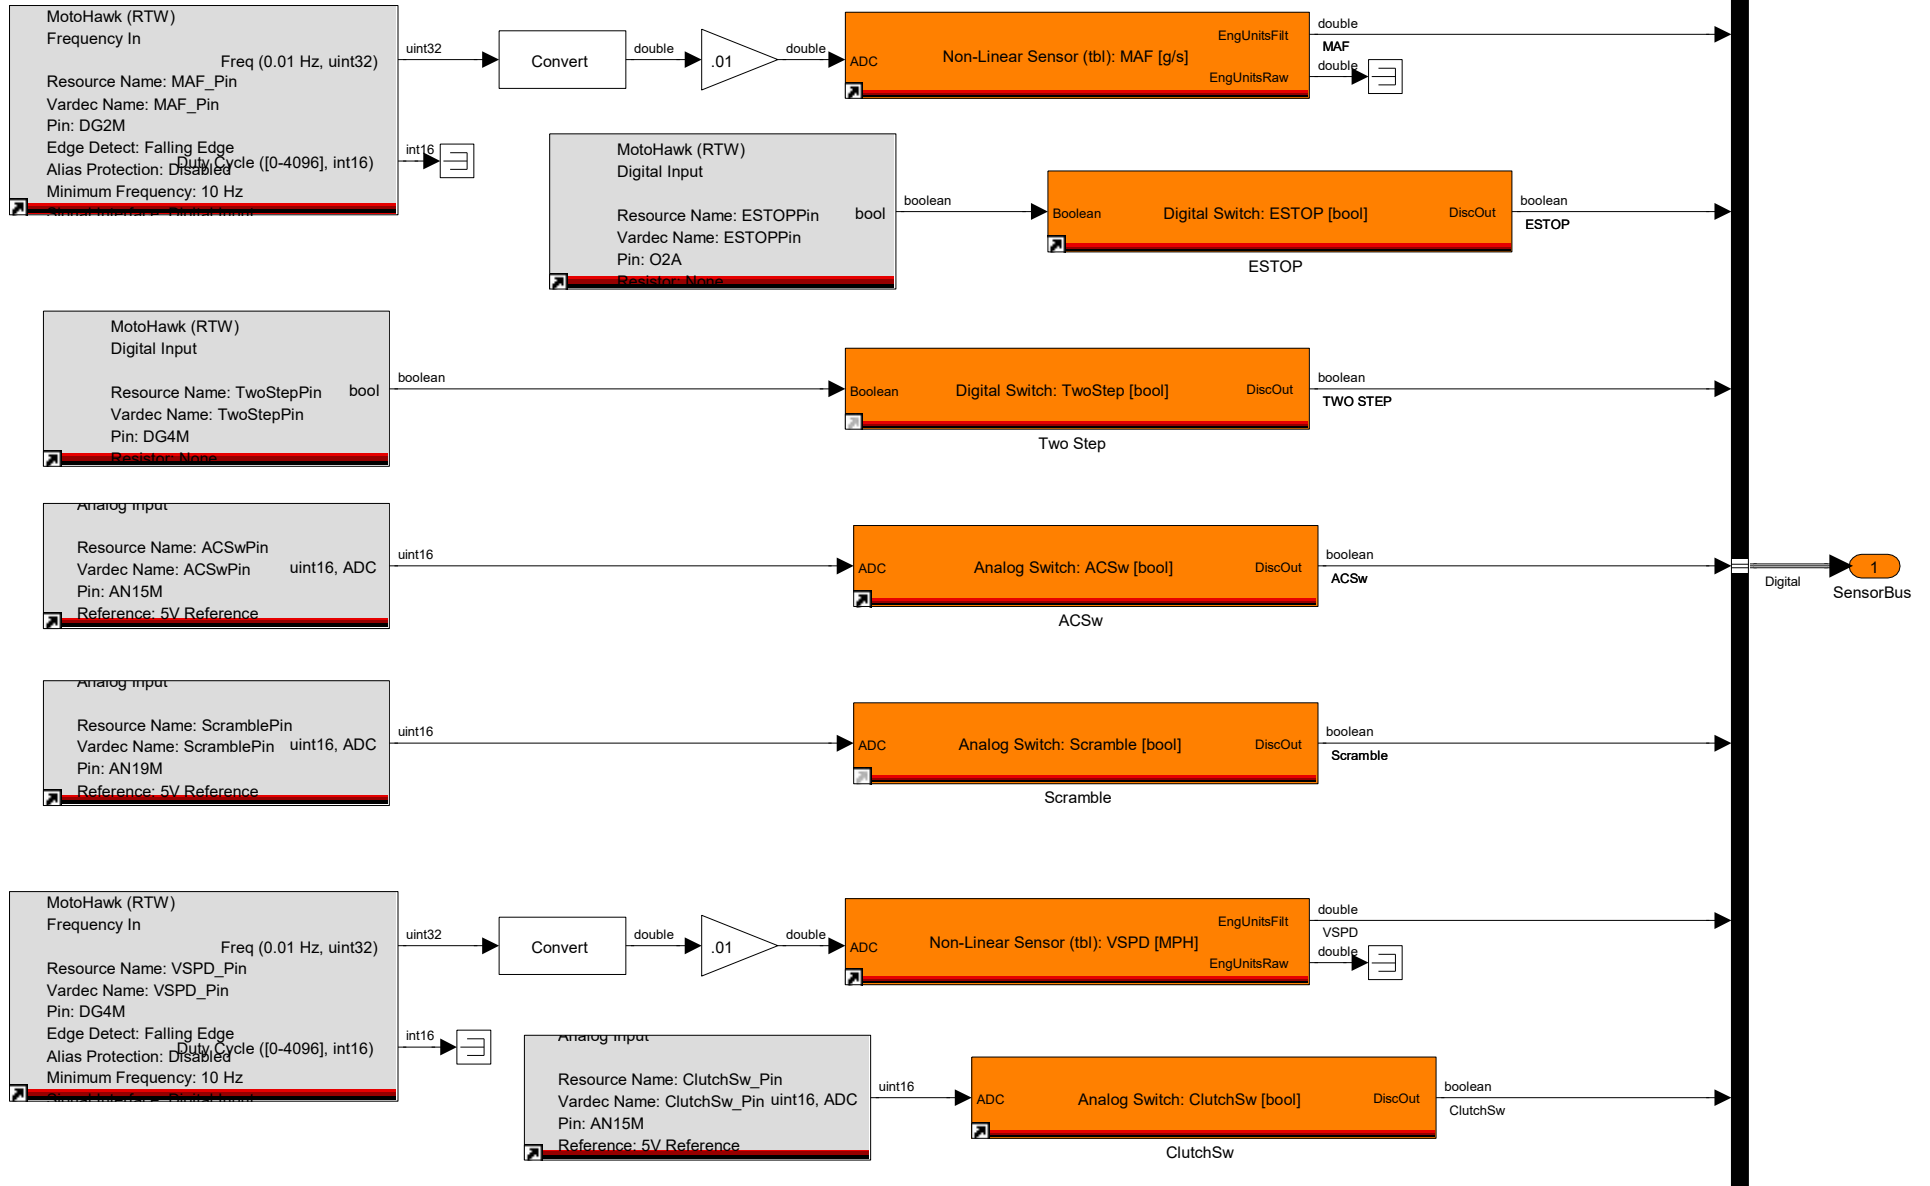 MotoHawk (RTW)
Frequency In
Freq (0.01 Hz, uint32)
Resource Name: MAF_Pin
Vardec Name: MAF_Pin
Pin: DG2M
Edge Detect: Falling Edge
Duty Cycle ([0-4096], int16)
Alias Protection: Disabled
Minimum Frequency: 10 Hz
uint32
int16
Convert
double
.01
double
ADC
Non-Linear Sensor (tbl): MAF [g/s]
EngUnitsFilt
EngUnitsRaw
double
MAF
double
MotoHawk (RTW)
Digital Input
Resource Name: ESTOPPin
Vardec Name: ESTOPPin
Pin: O2A
Resistor: None
bool
boolean
Boolean
Digital Switch: ESTOP [bool]
DiscOut
ESTOP
boolean
ESTOP
MotoHawk (RTW)
Digital Input
Resource Name: TwoStepPin
Vardec Name: TwoStepPin
Pin: DG4M
Resistor: None
bool
boolean
Boolean
Digital Switch: TwoStep [bool]
DiscOut
Two Step
boolean
TWO STEP
Analog Input
Resource Name: ACSwPin
Vardec Name: ACSwPin
Pin: AN15M
Reference: 5V Reference
uint16, ADC
uint16
ADC
Analog Switch: ACSw [bool]
DiscOut
ACSw
boolean
ACSw
Digital
1
SensorBus
Analog Input
Resource Name: ScramblePin
Vardec Name: ScramblePin
Pin: AN19M
Reference: 5V Reference
uint16, ADC
uint16
ADC
Analog Switch: Scramble [bool]
DiscOut
Scramble
boolean
Scramble
MotoHawk (RTW)
Frequency In
Freq (0.01 Hz, uint32)
Resource Name: VSPD_Pin
Vardec Name: VSPD_Pin
Pin: DG4M
Edge Detect: Falling Edge
Duty Cycle ([0-4096], int16)
Alias Protection: Disabled
Minimum Frequency: 10 Hz
uint32
int16
Convert
double
.01
double
ADC
Non-Linear Sensor (tbl): VSPD [MPH]
EngUnitsFilt
EngUnitsRaw
double
VSPD
double
Analog Input
Resource Name: ClutchSw_Pin
Vardec Name: ClutchSw_Pin
Pin: AN15M
Reference: 5V Reference
uint16, ADC
uint16
ADC
Analog Switch: ClutchSw [bool]
DiscOut
ClutchSw
boolean
ClutchSw